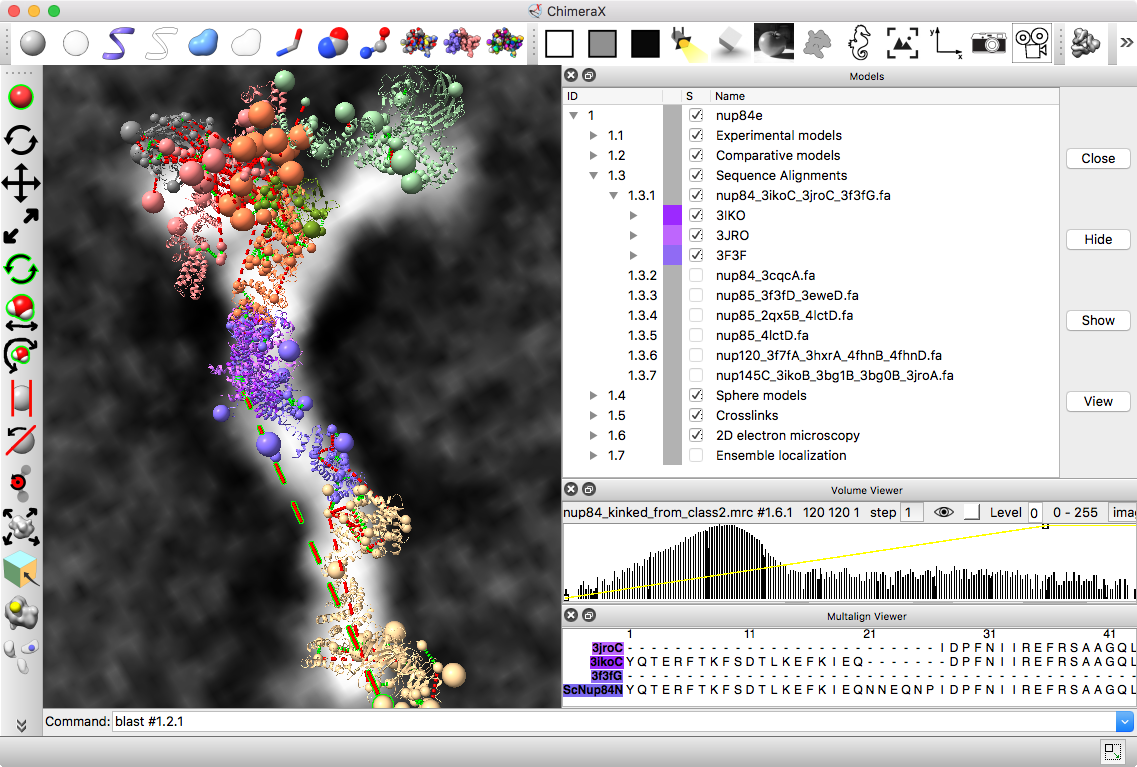 ChimeraX
Models
ID S Name
1 nup84e
1.1 Experimental models
1.2 Comparative models
1.3 Sequence Alignments
1.3.1 nup84_3ikoC_3jroC_3f3fG.fa
3IKO
3JRO
3F3F
1.3.2 nup84_3cqcA.fa
1.3.3 nup85_3f3fD_3eweD.fa
1.3.4 nup85_2qx5B_4lctD.fa
1.3.5 nup85_4lctD.fa
1.3.6 nup120_3f7fA_3hxrA_4fhnB_4fhnD.fa
1.3.7 nup145C_3ikoB_3bg1B_3bg0B_3jroA.fa
1.4 Sphere models
1.5 Crosslinks
1.6 2D electron microscopy
1.7 Ensemble localization
Close
Hide
Show
View
Volume Viewer
nup84_kinked_from_class2.mrc #1.6.1 120 120 1 step 1 Level 0 0 - 255 imag
Multalign Viewer
1 11 21 31 41
3jroC - - - - - - - - - - - - - - - - - - - - - - - - - - I D P F N I I R E F R S A A G Q L
3ikoC Y Q T E R F T K F S D T L K E F K I E Q - - - - - - - I D P F N I I R E F R S A A G Q L
3f3fG - - - - - - - - - - - - - - - - - - - - - - - - - - - D P F N I I R E F R S A A G Q L
ScNup84N Y Q T E R F T K F S D T L K E F K I E Q N N E Q N P I D P F N I I R E F R S A A G Q L
Command: blast #1.2.1
y
x